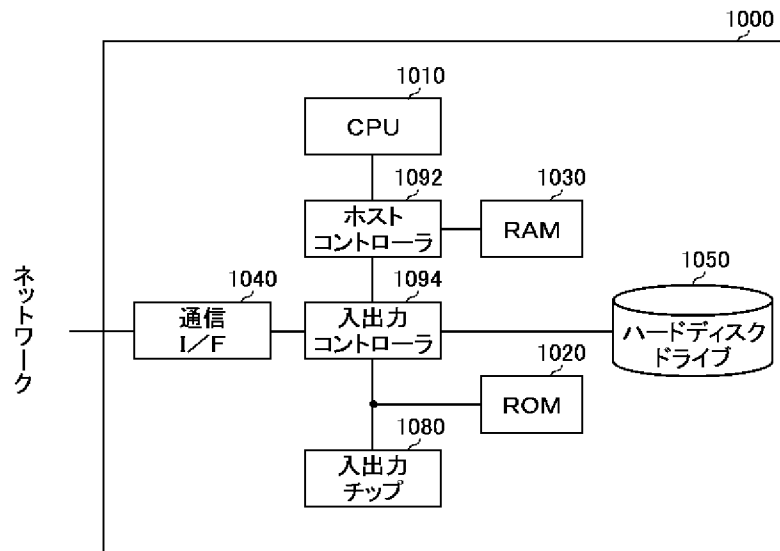 1000
1010
CPU
1092
ホスト
コントローラ
1030
RAM
ネットワーク
1040
通信
I／F
1094
入出力
コントローラ
1050
ハードディスク
ドライブ
1020
ROM
1080
入出力
チップ